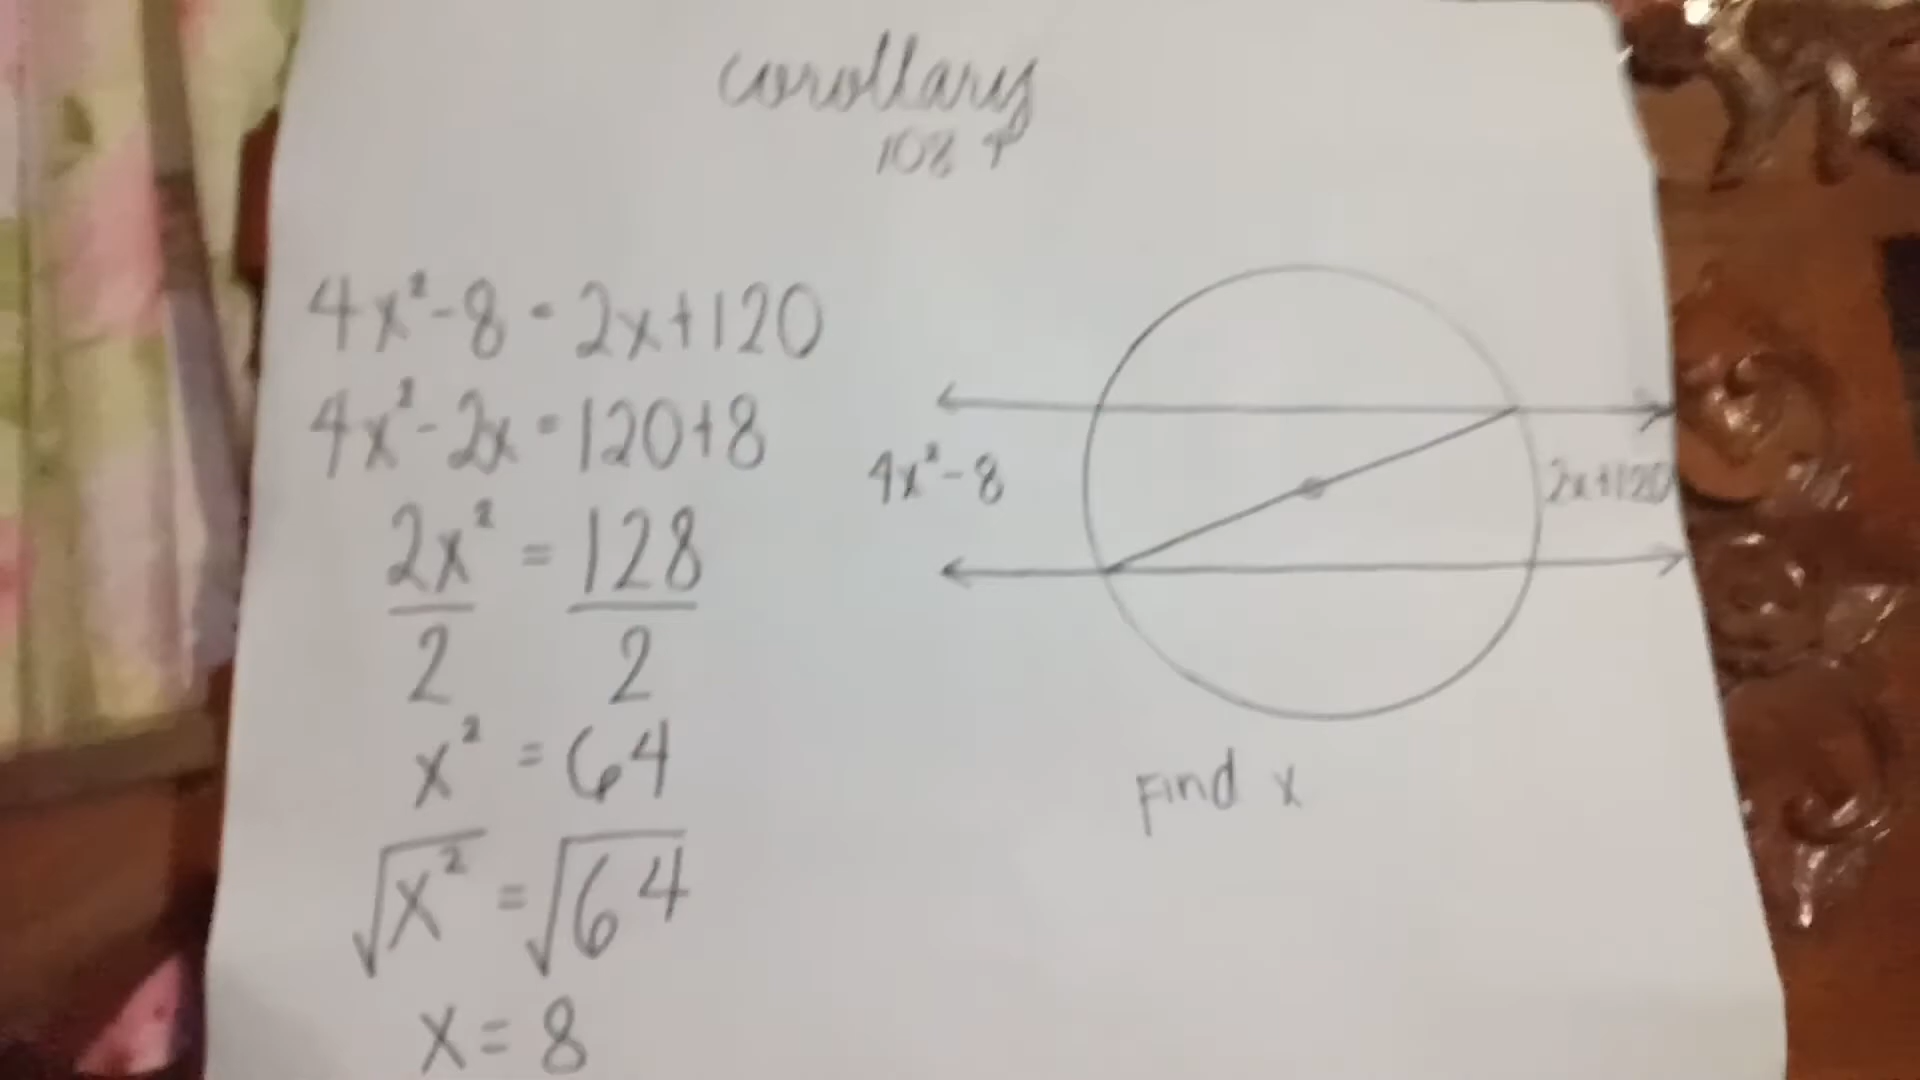 corollary
108 T
4x²-8 = 2x+120
4x²-2x = 120+8
2x² = 128
2 2
x² = 64
√x² = √64
x = 8
4x²-8
2x+120
Find x